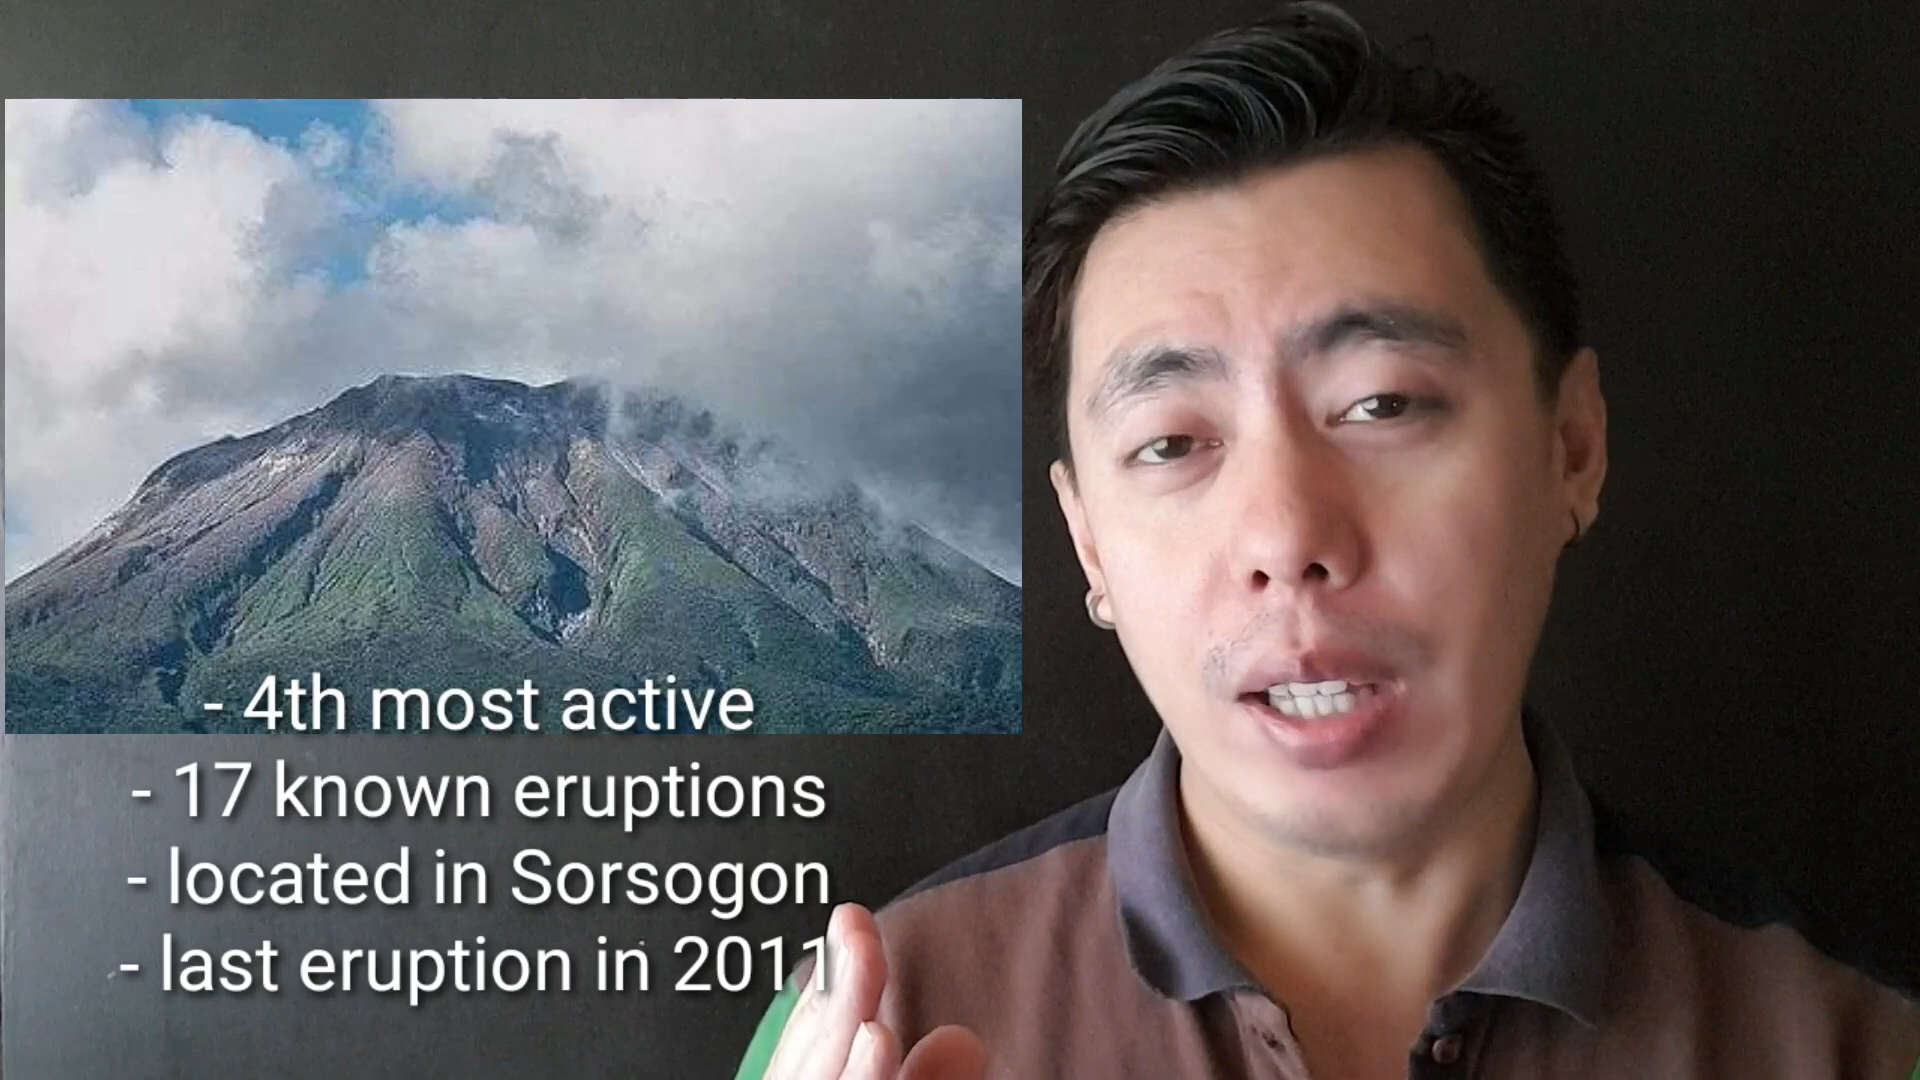 - 4th most active
- 17 known eruptions
- located in Sorsogon
- last eruption in 2011